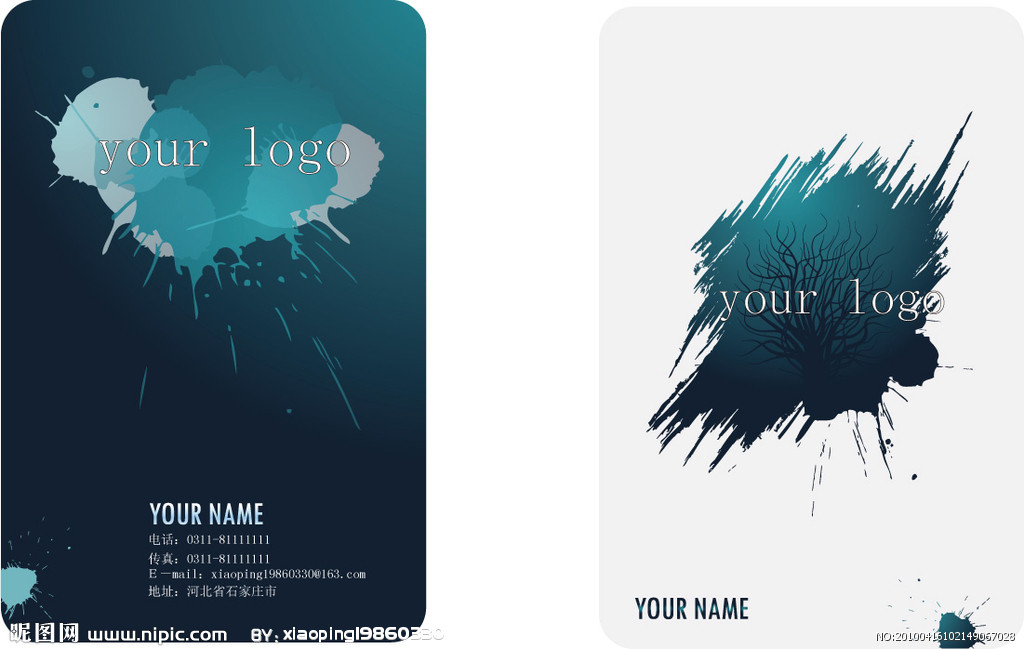 your logo
YOUR NAME
电话：0311-81111111
传真：0311-81111111
E-mail：xiaoping19860330@163.com
地址：河北省石家庄市
昵图网 www.nipic.com BY：xiaoping19860330
your logo
YOUR NAME
NO:20100415102149067028